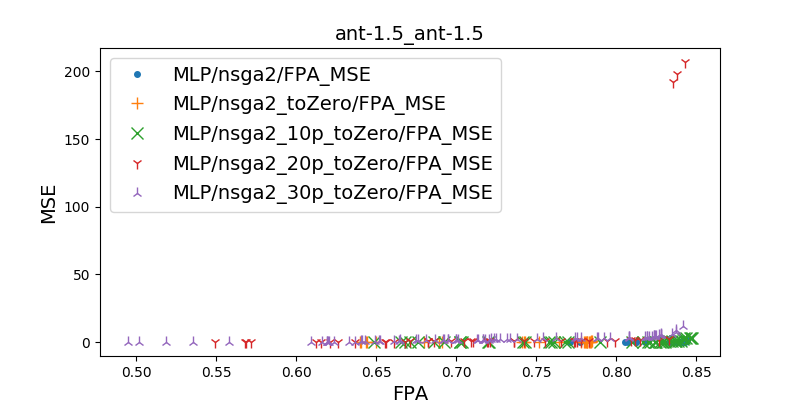 ant-1.5_ant-1.5
MLP/nsga2/FPA_MSE
MLP/nsga2_toZero/FPA_MSE
MLP/nsga2_10p_toZero/FPA_MSE
MLP/nsga2_20p_toZero/FPA_MSE
MLP/nsga2_30p_toZero/FPA_MSE
MSE
200
150
100
50
0
0.50 0.55 0.60 0.65 0.70 0.75 0.80 0.85
FPA